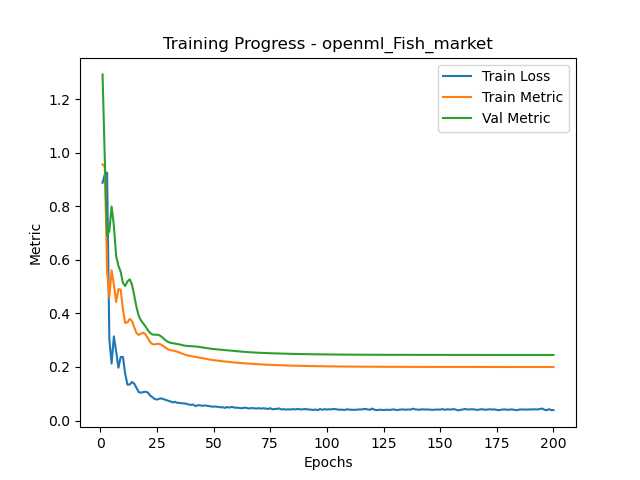 Training Progress - openml_Fish_market
Train Loss
Train Metric
Val Metric
Metric
1.2
1.0
0.8
0.6
0.4
0.2
0.0
0 25 50 75 100 125 150 175 200
Epochs